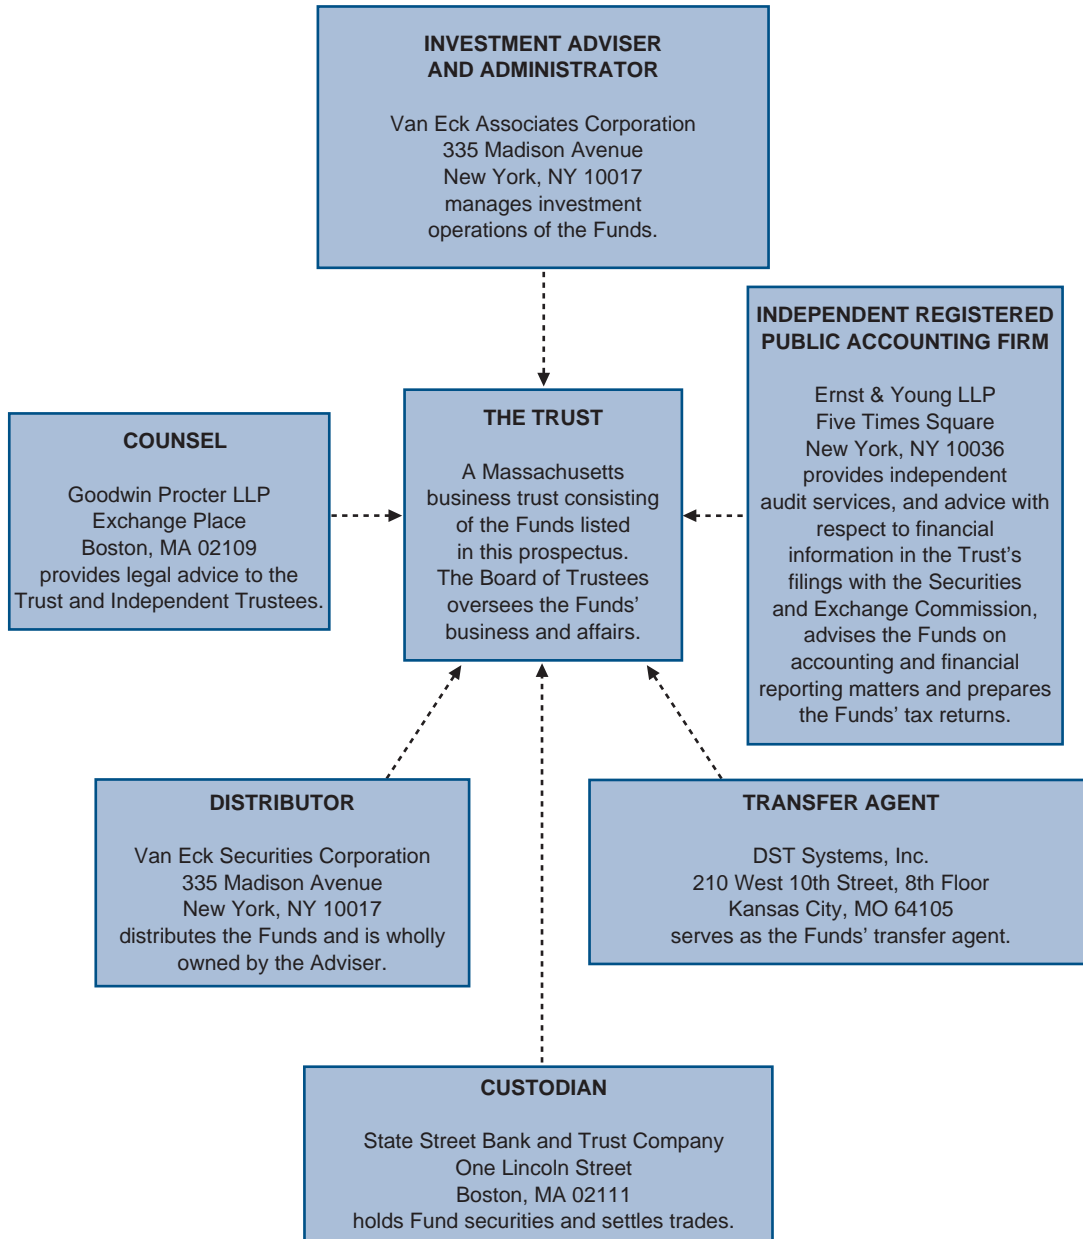 INVESTMENT ADVISER
AND ADMINISTRATOR
Van Eck Associates Corporation
335 Madison Avenue
New York, NY 10017
manages investment
operations of the Funds.
INDEPENDENT REGISTERED
PUBLIC ACCOUNTING FIRM
Ernst & Young LLP
Five Times Square
New York, NY 10036
provides independent
audit services, and advice with
respect to financial
information in the Trust’s
filings with the Securities
and Exchange Commission,
advises the Funds on
accounting and financial
reporting matters and prepares
the Funds’ tax returns.
THE TRUST
A Massachusetts
business trust consisting
of the Funds listed
in this prospectus.
The Board of Trustees
oversees the Funds’
business and affairs.
COUNSEL
Goodwin Procter LLP
Exchange Place
Boston, MA 02109
provides legal advice to the
Trust and Independent Trustees.
DISTRIBUTOR
Van Eck Securities Corporation
335 Madison Avenue
New York, NY 10017
distributes the Funds and is wholly
owned by the Adviser.
TRANSFER AGENT
DST Systems, Inc.
210 West 10th Street, 8th Floor
Kansas City, MO 64105
serves as the Funds’ transfer agent.
CUSTODIAN
State Street Bank and Trust Company
One Lincoln Street
Boston, MA 02111
holds Fund securities and settles trades.